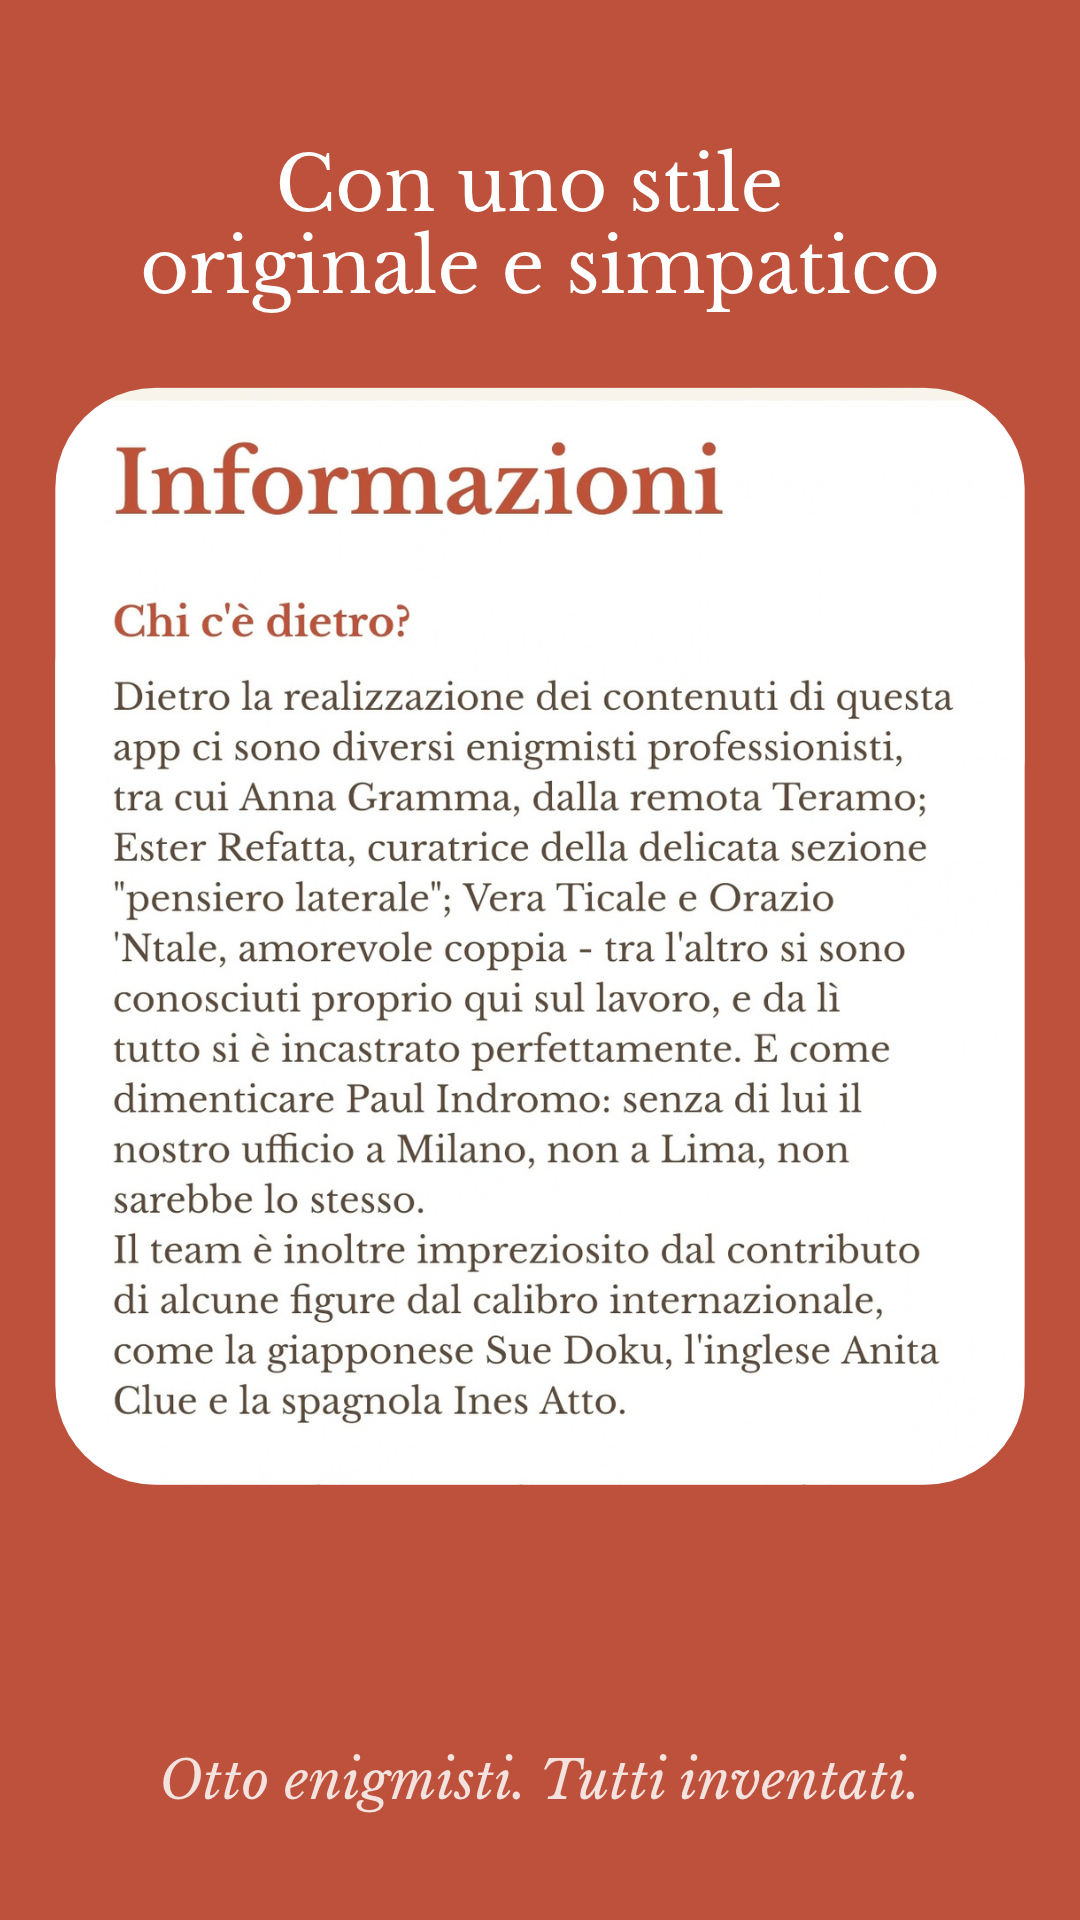 Con uno stile
originale e simpatico
Informazioni
Chi c'è dietro?
Dietro la realizzazione dei contenuti di questa
app ci sono diversi enigmisti professionisti,
tra cui Anna Gramma, dalla remota Teramo;
Ester Refatta, curatrice della delicata sezione
"pensiero laterale"; Vera Ticale e Orazio
'Ntale, amorevole coppia - tra l'altro si sono
conosciuti proprio qui sul lavoro, e da lì
tutto si è incastrato perfettamente. E come
dimenticare Paul Indromo: senza di lui il
nostro ufficio a Milano, non a Lima, non
sarebbe lo stesso.
Il team è inoltre impreziosito dal contributo
di alcune figure dal calibro internazionale,
come la giapponese Sue Doku, l'inglese Anita
Clue e la spagnola Ines Atto.
Otto enigmisti. Tutti inventati.